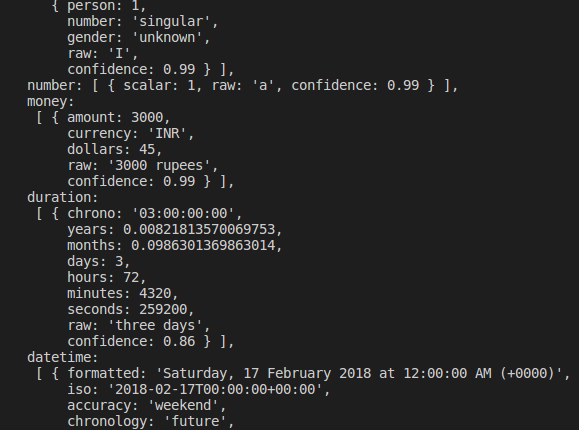 { person: 1,
number: 'singular',
gender: 'unknown',
raw: 'I',
confidence: 0.99 } ],
number: [ { scalar: 1, raw: 'a', confidence: 0.99 } ],
money:
[ { amount: 3000,
currency: 'INR',
dollars: 45,
raw: '3000 rupees',
confidence: 0.99 } ],
duration:
[ { chrono: '03:00:00:00',
years: 0.00821813570069753,
months: 0.0986301369863014,
days: 3,
hours: 72,
minutes: 4320,
seconds: 259200,
raw: 'three days',
confidence: 0.86 } ],
datetime:
[ { formatted: 'Saturday, 17 February 2018 at 12:00:00 AM (+0000)',
iso: '2018-02-17T00:00:00+00:00',
accuracy: 'weekend',
chronology: 'future',